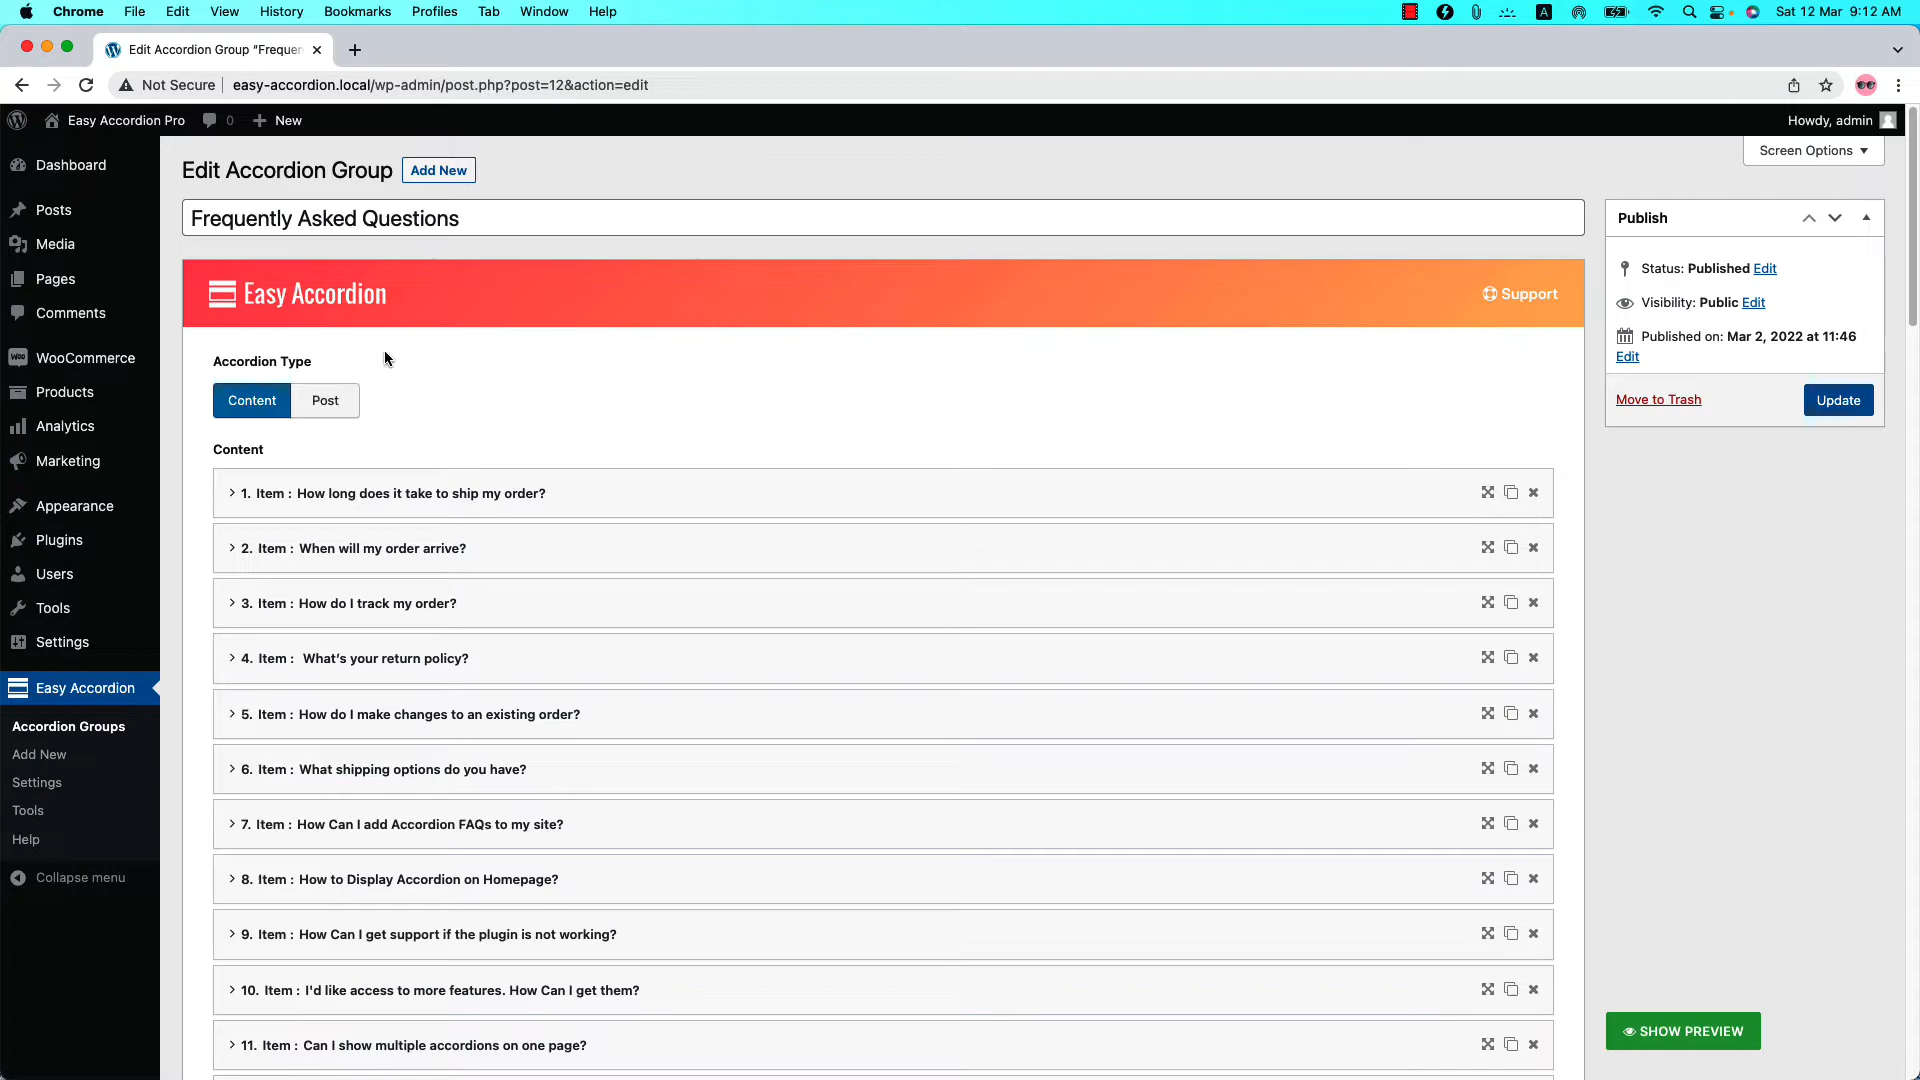 Chrome File Edit View History Bookmarks Profiles Tab Window Help A Sat 12 Mar 9:12 AM
Edit Accordion Group "Frequen
Not Secure easy-accordion.local/wp-admin/post.php?post=12&action=edit
Easy Accordion Pro 0 New Howdy, admin
Screen Options
Dashboard
Posts
Media
Pages
Comments
Woo WooCommerce
Products
Analytics
Marketing
Appearance
Plugins
Users
Tools
Settings
Easy Accordion
Accordion Groups
Add New
Settings
Tools
Help
Collapse menu
Edit Accordion Group Add New
Frequently Asked Questions
Easy Accordion Support
Accordion Type
Content Post
Content
1. Item : How long does it take to ship my order?
2. Item : When will my order arrive?
3. Item : How do I track my order?
4. Item : What's your return policy?
5. Item : How do I make changes to an existing order?
6. Item : What shipping options do you have?
7. Item : How Can I add Accordion FAQs to my site?
8. Item : How to Display Accordion on Homepage?
9. Item : How Can I get support if the plugin is not working?
10. Item : I'd like access to more features. How Can I get them?
11. Item : Can I show multiple accordions on one page?
Publish
Status: Published Edit
Visibility: Public Edit
Published on: Mar 2, 2022 at 11:46
Edit
Move to Trash Update
SHOW PREVIEW